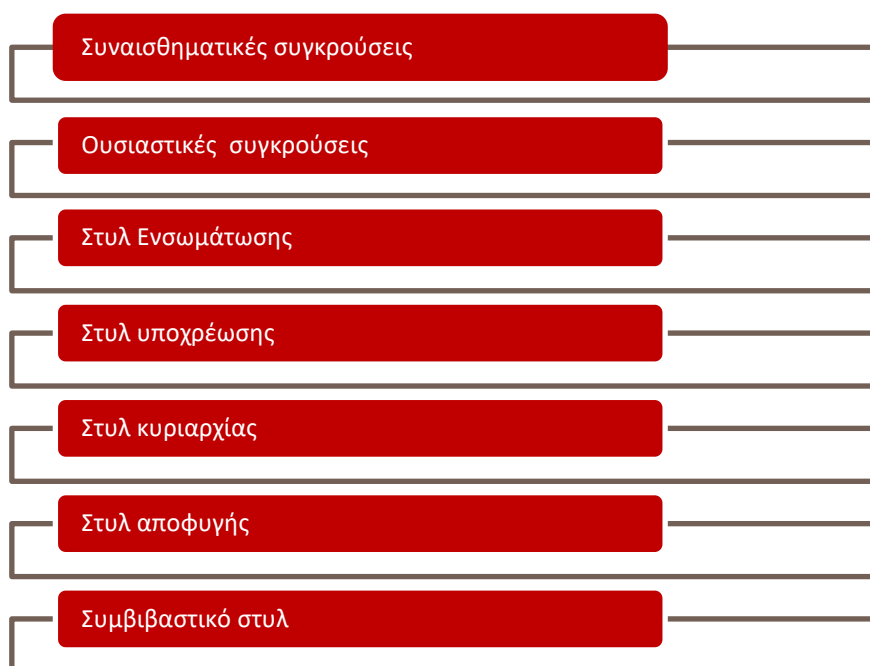 Συναισθηματικές συγκρούσεις
Ουσιαστικές συγκρούσεις
Στυλ Ενσωμάτωσης
Στυλ υποχρέωσης
Στυλ κυριαρχίας
Στυλ αποφυγής
Συμβιβαστικό στυλ